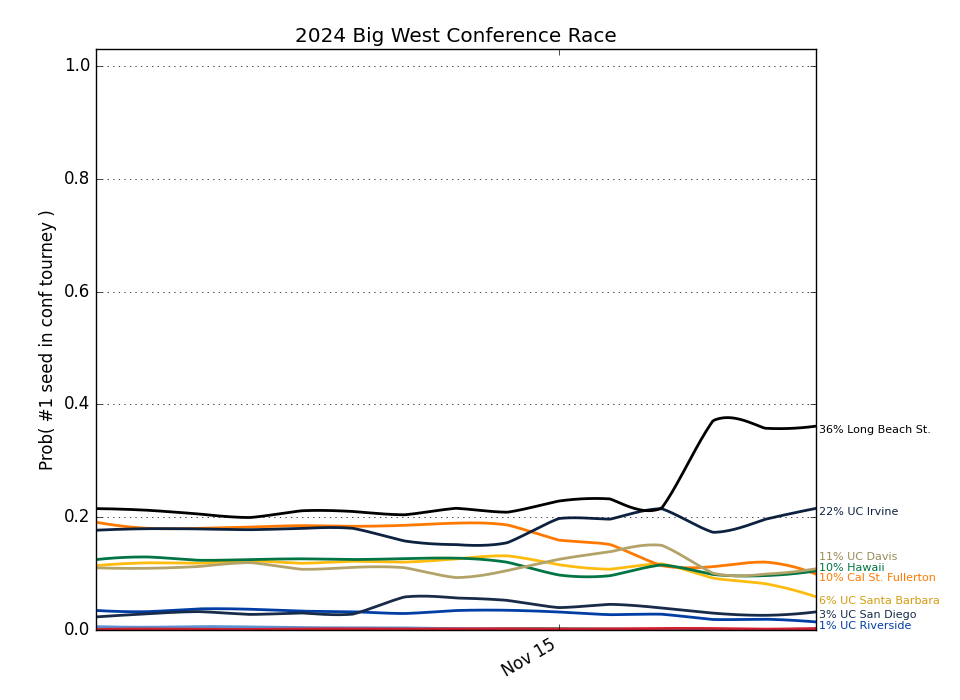 2024 Big West Conference Race
Prob( #1 seed in conf tourney )
1.0
0.8
0.6
0.4
0.2
0.0
Nov 15
36% Long Beach St.
22% UC Irvine
11% UC Davis
10% Hawaii
10% Cal St. Fullerton
6% UC Santa Barbara
3% UC San Diego
1% UC Riverside